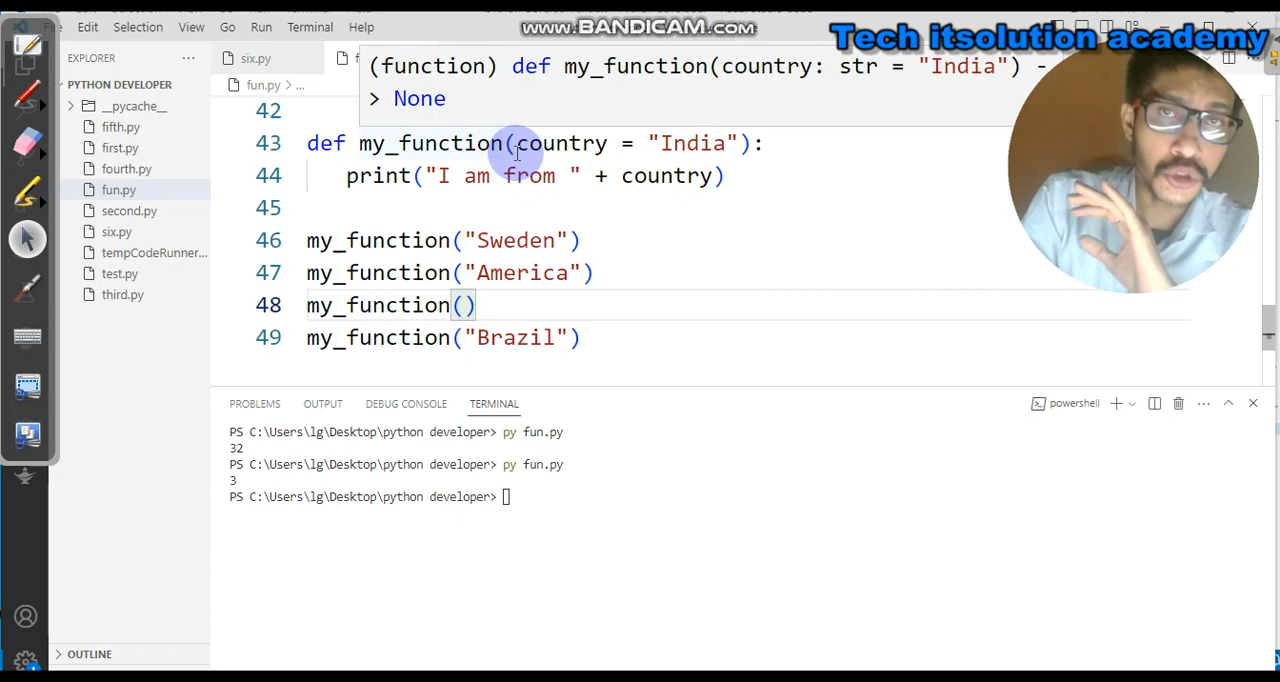 File Edit Selection View Go Run Terminal Help
www.BANDICAM.com
Tech itsolution academy
EXPLORER ···
six.py
PYTHON DEVELOPER
__pycache__
fifth.py
first.py
fourth.py
fun.py
second.py
six.py
tempCodeRunner...
test.py
third.py
OUTLINE
fun.py > ...
(function) def my_function(country: str = "India") -
> None
42
43 def my_function(country = "India"):
44 print("I am from " + country)
45
46 my_function("Sweden")
47 my_function("America")
48 my_function()
49 my_function("Brazil")
PROBLEMS OUTPUT DEBUG CONSOLE TERMINAL
powershell
PS C:\Users\lg\Desktop\python developer> py fun.py
32
PS C:\Users\lg\Desktop\python developer> py fun.py
3
PS C:\Users\lg\Desktop\python developer>